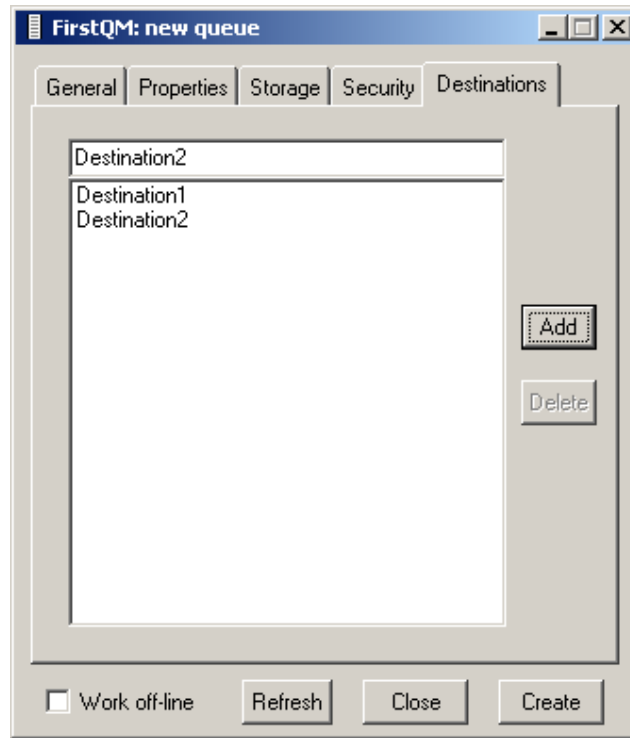 FirstQM: new queue
General Properties Storage Security Destinations
Destination2
Destination1
Destination2
Add
Delete
Work off-line Refresh Close Create